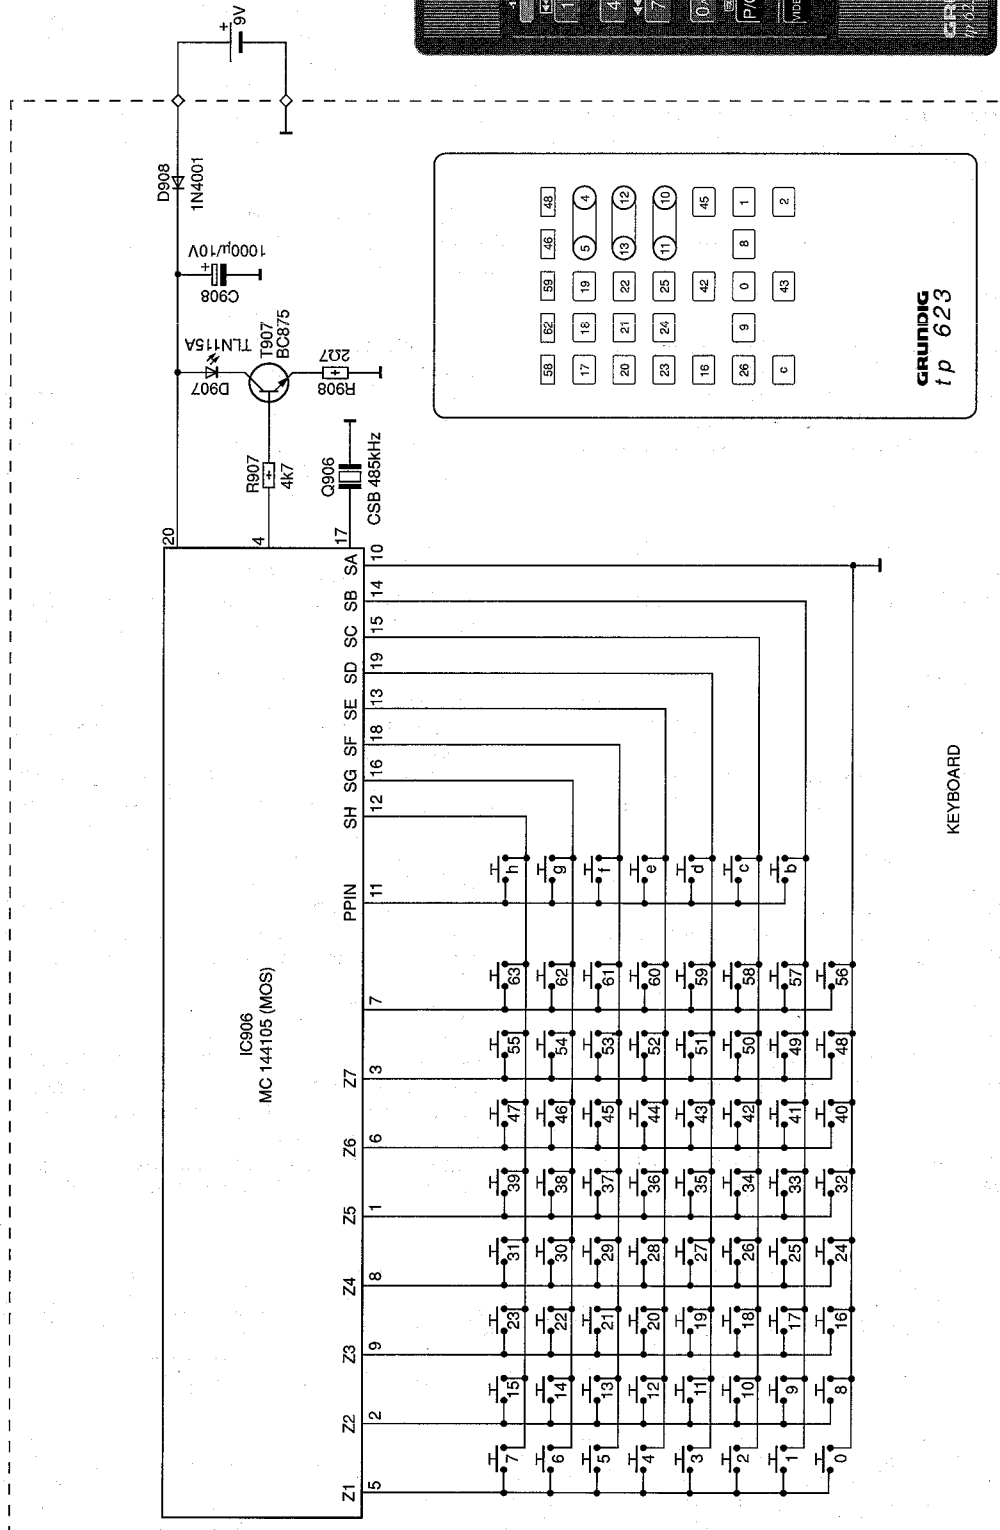 9V
+
D908
1N4001
1000µ/10V
+
C908
TLN115A
D907
T907
BC875
2Ω7
R908
R907
4k7
Q906
CSB 485kHz
20
4
17
IC906
MC 144105 (MOS)
Z1 Z2 Z3 Z4 Z5 Z6 Z7 PPIN SH SG SF SE SD SC SB SA
5 2 9 8 1 6 3 7 11 12 16 18 13 19 15 14 10
7 15 23 31 39 47 55 63 h
6 14 22 30 38 46 54 62 g
5 13 21 29 37 45 53 61 f
4 12 20 28 36 44 52 60 e
3 11 19 27 35 43 51 59 d
2 10 18 26 34 42 50 58 c
1 9 17 25 33 41 49 57 b
0 8 16 24 32 40 48 56
KEYBOARD
58 62 59 46 48
17 18 19 5 4
20 21 22 13 12
23 24 25 11 10
16 42 45
26 9 0 8 1
c 43 2
GRUNDIG
tp 623
1
4
7
0
P/C
VIDE
GR
tp 62